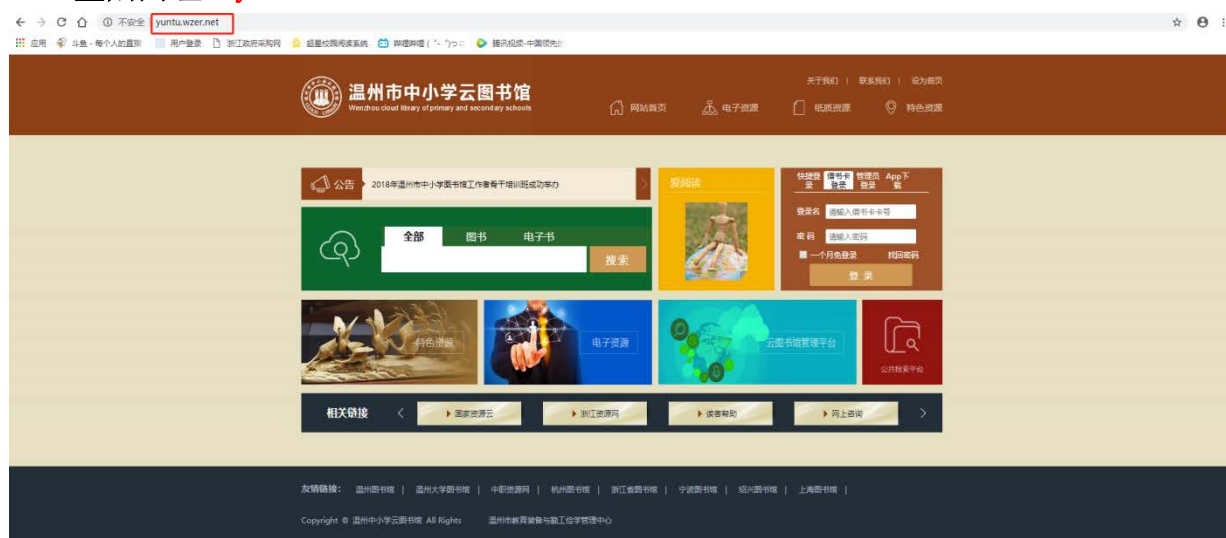 不安全 yuntu.wzer.net
应用 斗鱼 - 每个人的直播 用户登录 浙江政府采购网 超星校园阅读系统 哔哩哔哩 ( ゜- ゜)つロ 腾讯视频-中国领先
温州市中小学云图书馆
Wenzhou cloud library of primary and secondary schools
关于我们 | 联系我们 | 设为首页
网站首页 电子资源 纸质资源 特色资源
公告 2018年温州市中小学图书馆工作者骨干培训班成功举办
全部 图书 电子书
搜索
爱阅读
快捷登录 借书卡登录 管理员登录 App下载
登录名 请输入借书卡卡号
密 码 请输入密码
一个月免登录 找回密码
登 录
特色资源 电子资源 云图书馆管理平台 公共检索平台
相关链接 国家资源云 浙江资源网 读者帮助 网上咨询
友情链接: 温州图书馆 | 温州大学图书馆 | 中职资源网 | 杭州图书馆 | 浙江省图书馆 | 宁波图书馆 | 绍兴图书馆 | 上海图书馆 |
Copyright © 温州中小学云图书馆 All Rights 温州市教育装备与勤工俭学管理中心